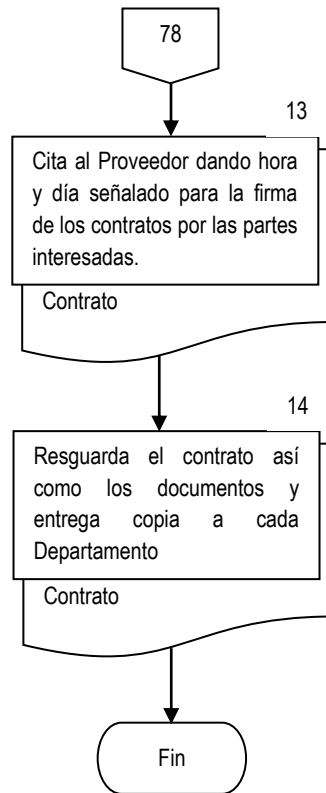 78
13
Cita al Proveedor dando hora
y día señalado para la firma
de los contratos por las partes
interesadas.
Contrato
14
Resguarda el contrato así
como los documentos y
entrega copia a cada
Departamento
Contrato
Fin